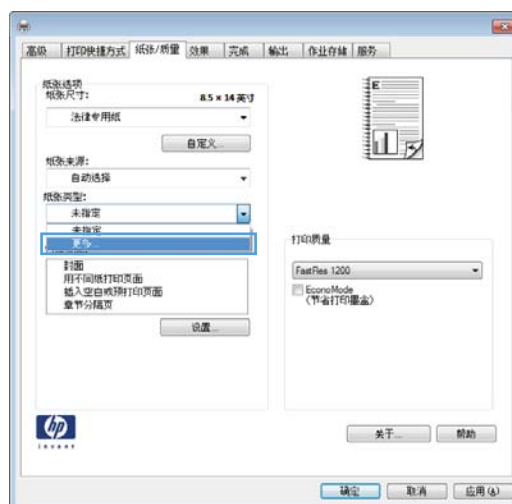 高级 打印快捷方式 纸张/质量 效果 完成 输出 作业存储 服务
纸张选项
纸张尺寸: 8.5 × 14 英寸
法律专用纸
自定义...
纸张来源:
自动选择
纸张类型:
未指定
未指定
更多...
封面
用不同纸打印页面
插入空白或预打印页面
章节分隔页
设置...
E
打印质量
FastRes 1200
EconoMode
(节省打印墨盒)
hp
invent
关于... 帮助
确定 取消 应用(A)